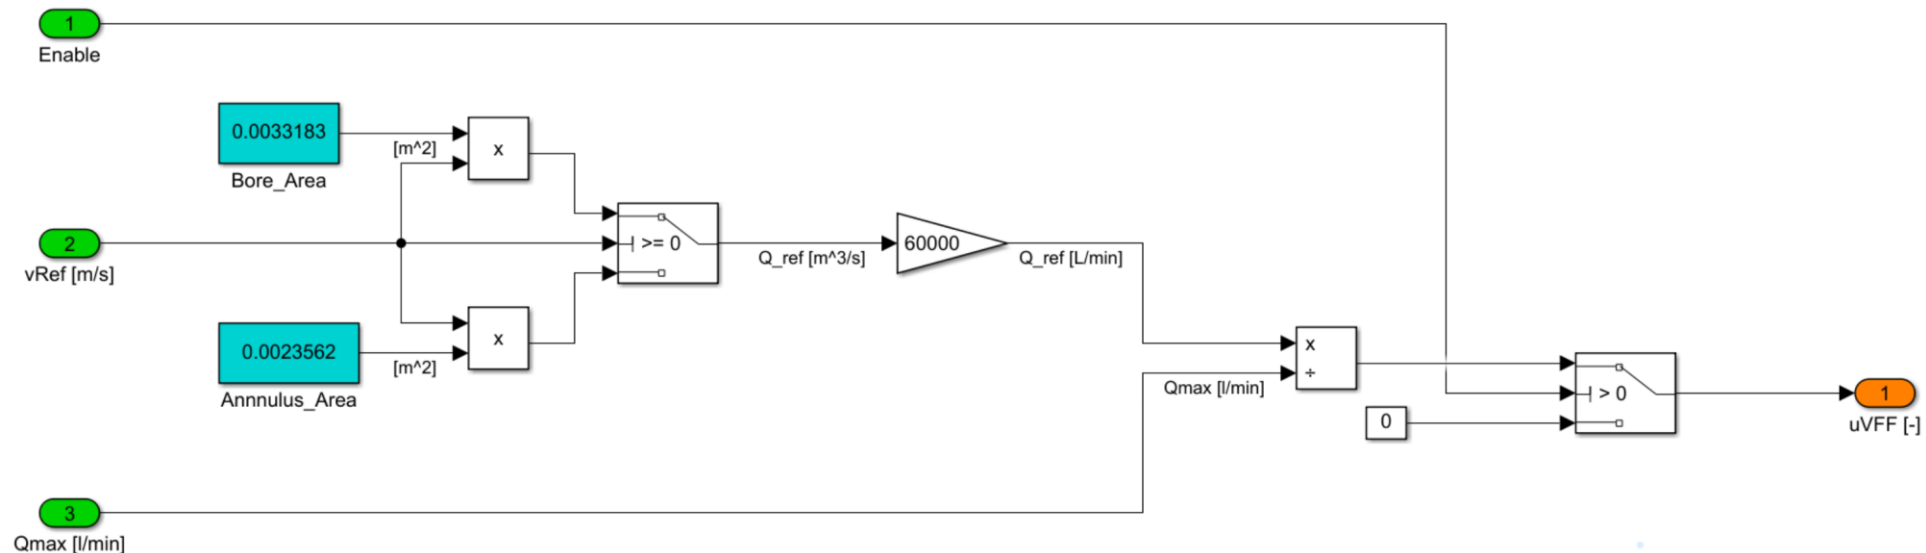 1
Enable
0.0033183
[m^2]
Bore_Area
x
2
vRef [m/s]
>= 0
Q_ref [m^3/s]
60000
Q_ref [L/min]
0.0023562
[m^2]
Annnulus_Area
x
x
÷
Qmax [l/min]
> 0
0
1
uVFF [-]
3
Qmax [l/min]